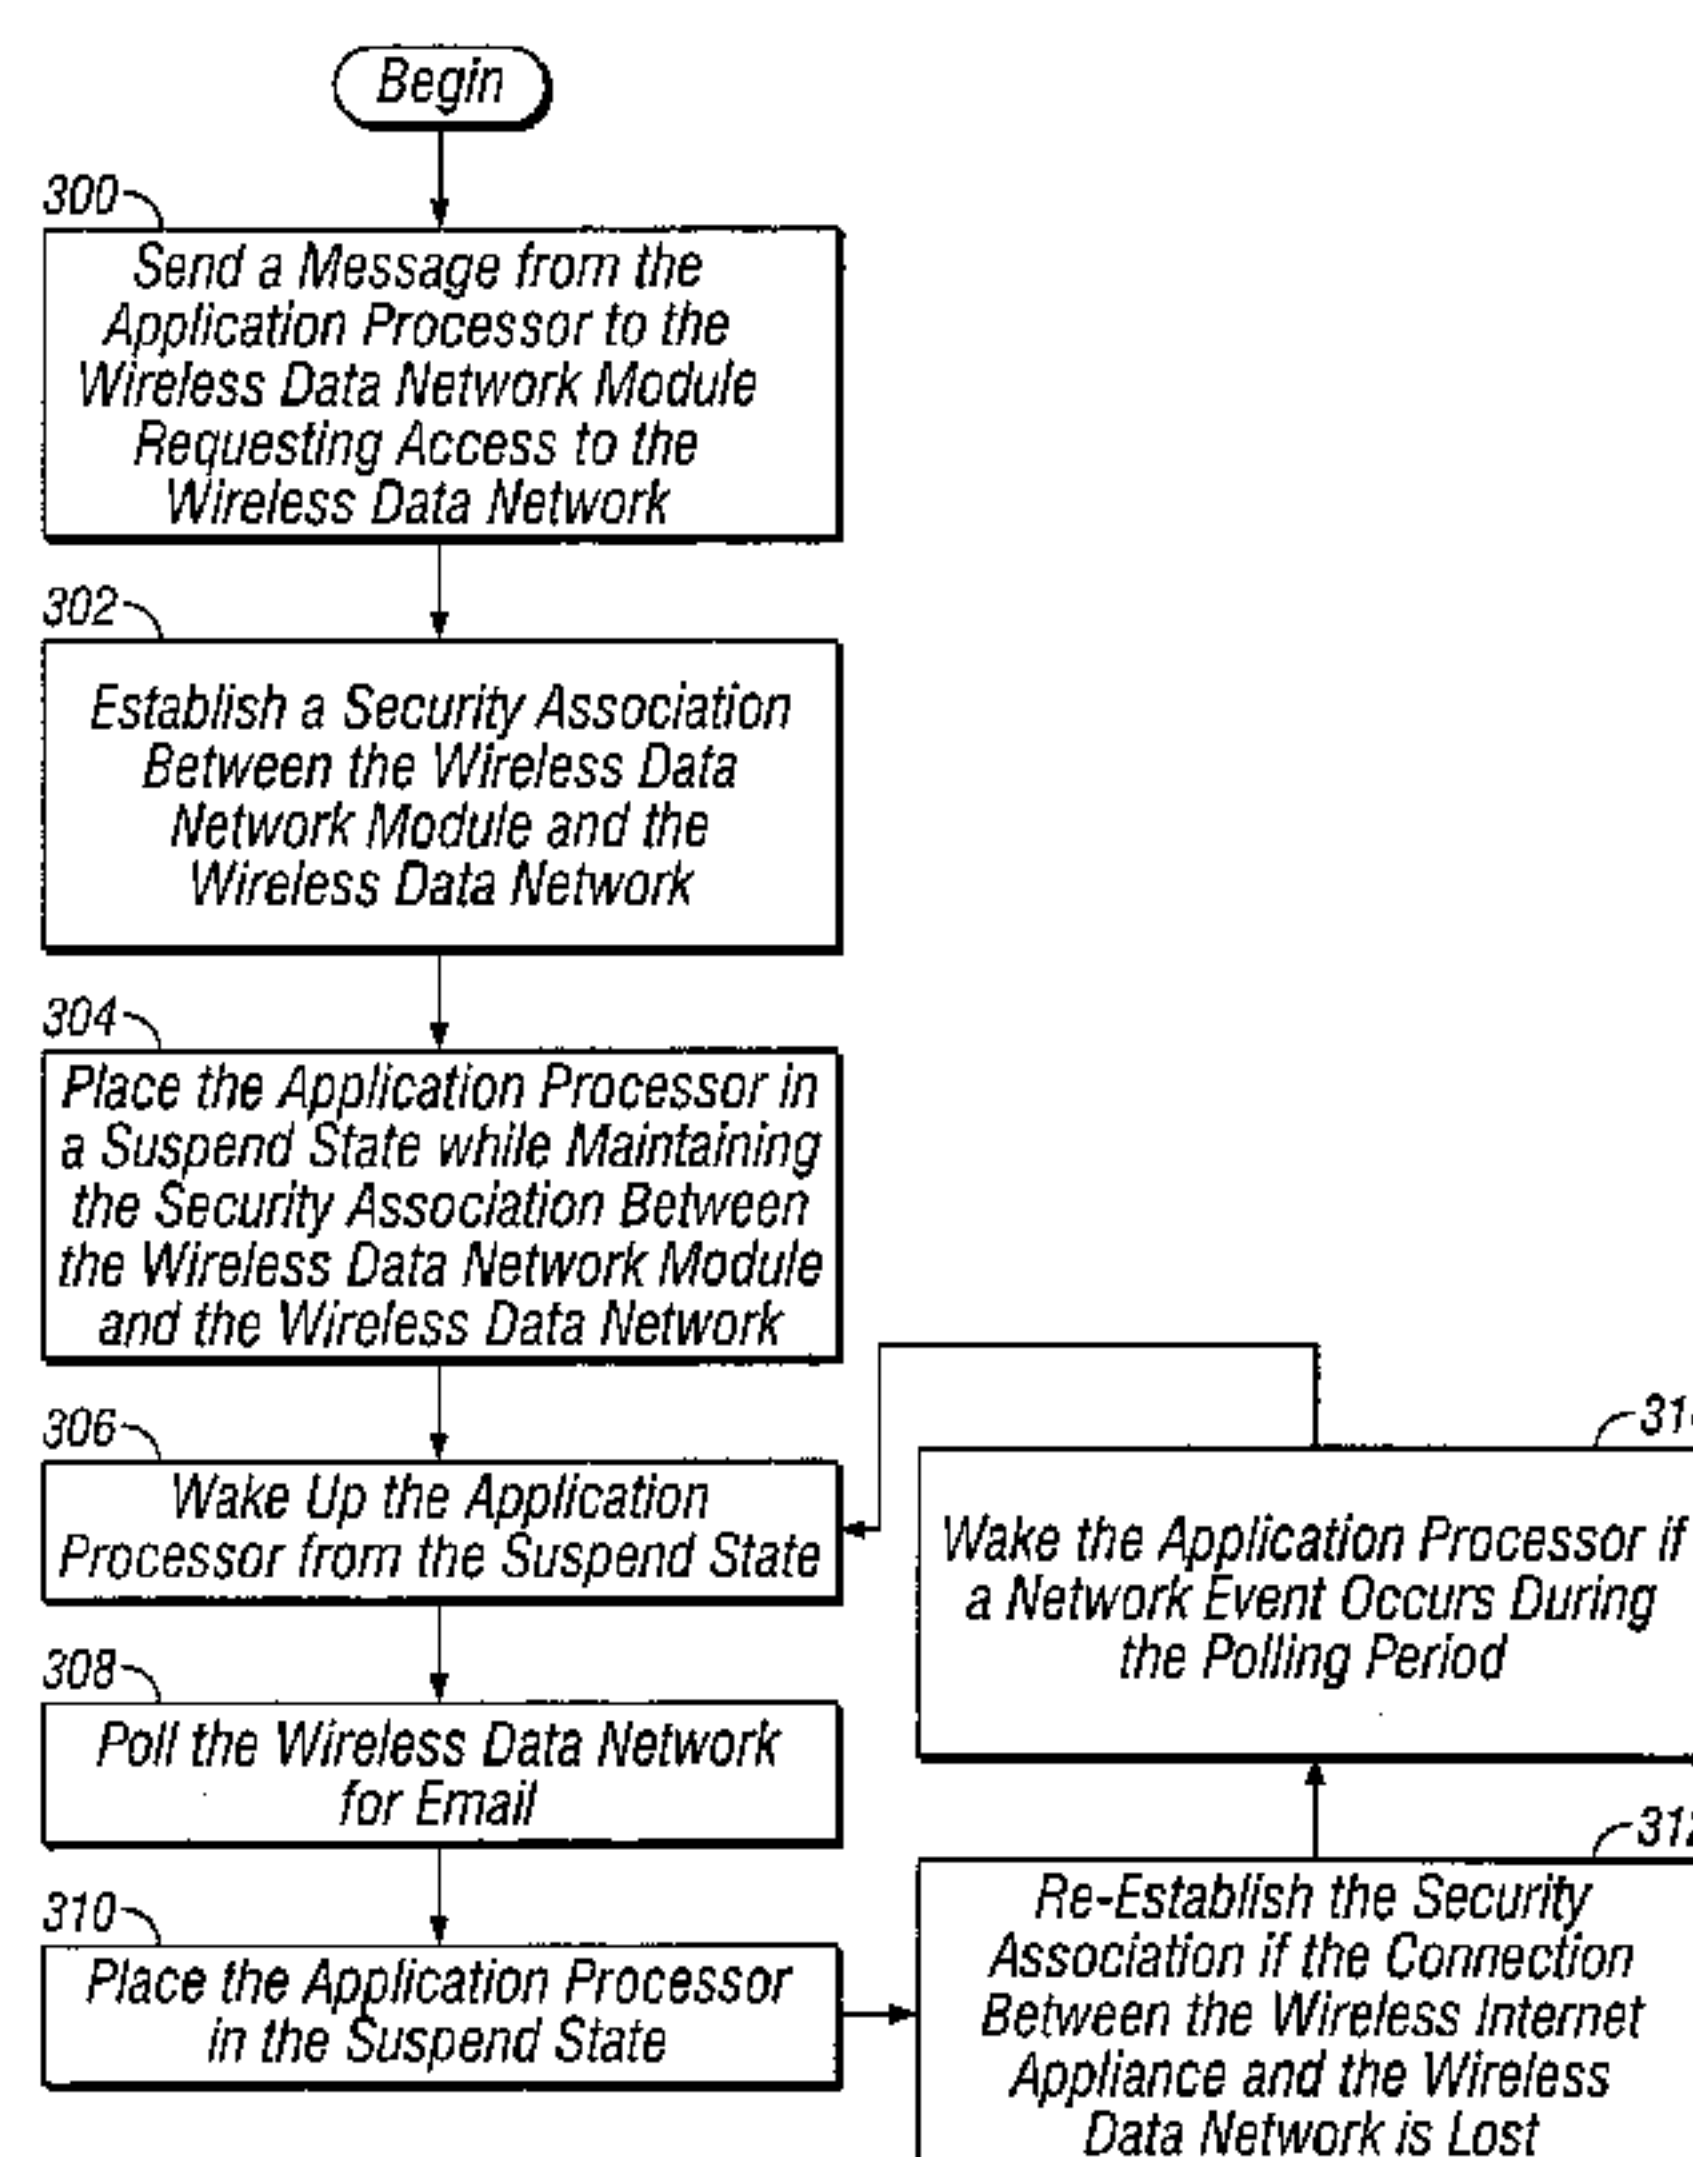 Begin
300
Send a Message from the
Application Processor to the
Wireless Data Network Module
Requesting Access to the
Wireless Data Network
302
Establish a Security Association
Between the Wireless Data
Network Module and the
Wireless Data Network
304
Place the Application Processor in
a Suspend State while Maintaining
the Security Association Between
the Wireless Data Network Module
and the Wireless Data Network
306
Wake Up the Application
Processor from the Suspend State
308
Poll the Wireless Data Network
for Email
310
Place the Application Processor
in the Suspend State
312
Re-Establish the Security
Association if the Connection
Between the Wireless Internet
Appliance and the Wireless
Data Network is Lost
Wake the Application Processor if
a Network Event Occurs During
the Polling Period